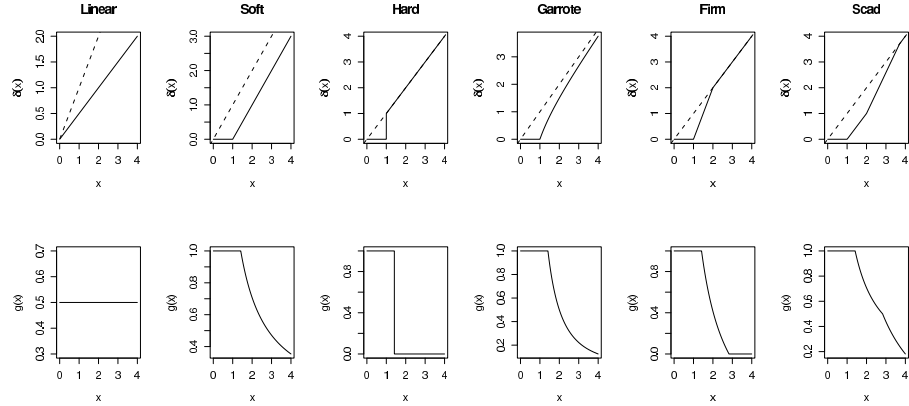 Linear Soft Hard Garrote Firm Scad
δ(x) 0.0 0.5 1.0 1.5 2.0
0 1 2 3 4
x
δ(x) 0.0 1.0 2.0 3.0
0 1 2 3 4
x
δ(x) 0 1 2 3 4
0 1 2 3 4
x
δ(x) 0 1 2 3
0 1 2 3 4
x
δ(x) 0 1 2 4
0 1 2 3 4
x
δ(x) 0 1 2 4
0 1 2 3 4
x
g(x) 0.3 0.4 0.5 0.6 0.7
0 1 2 3 4
x
g(x) 0.4 0.6 0.8 1.0
0 1 2 3 4
x
g(x) 0.0 0.4 0.8
0 1 2 3 4
x
g(x) 0.2 0.4 0.6 0.8 1.0
0 1 2 3 4
x
g(x) 0.0 0.4 0.8
0 1 2 3 4
x
g(x) 0.2 0.4 0.6 0.8 1.0
0 1 2 3 4
x